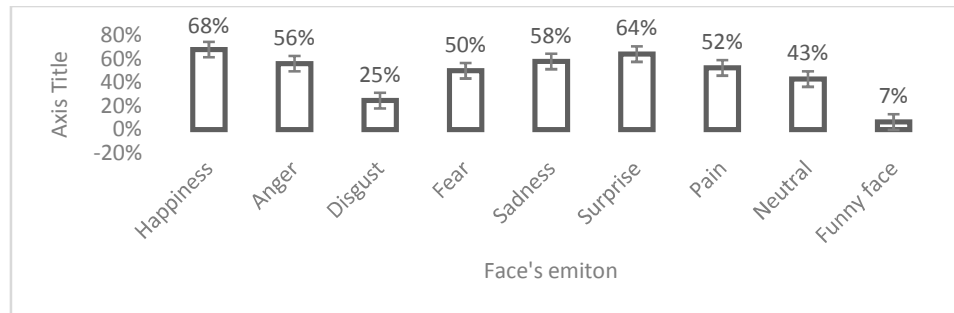 Axis Title
80%
60%
40%
20%
0%
-20%
68%
56%
25%
50%
58%
64%
52%
43%
7%
Happiness
Anger
Disgust
Fear
Sadness
Surprise
Pain
Neutral
Funny face
Face's emiton